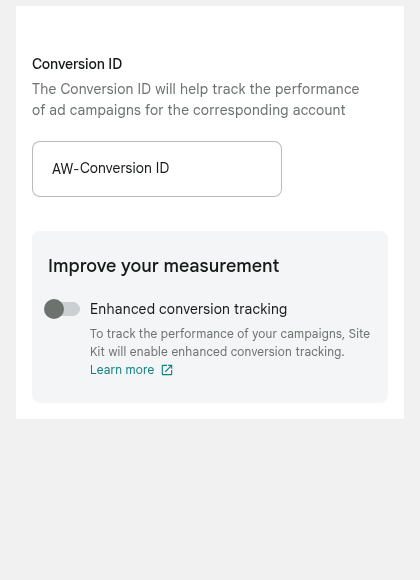 Conversion ID
The Conversion ID will help track the performance
of ad campaigns for the corresponding account
AW-Conversion ID
Improve your measurement
Enhanced conversion tracking
To track the performance of your campaigns, Site
Kit will enable enhanced conversion tracking.
Learn more